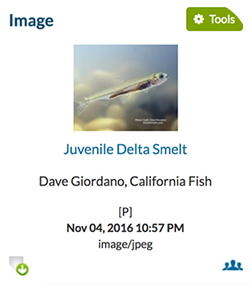 Image
Tools
Juvenile Delta Smelt
Dave Giordano, California Fish
[P]
Nov 04, 2016 10:57 PM
image/jpeg